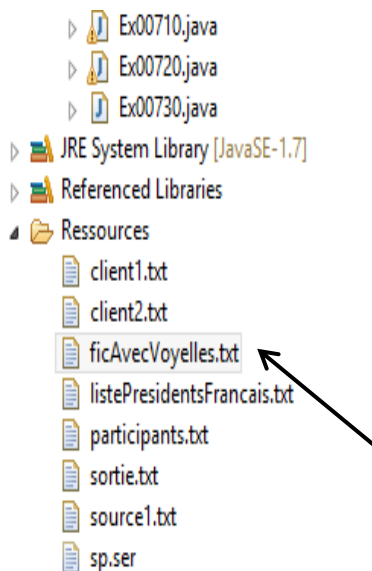 Ex00710.java
Ex00720.java
Ex00730.java
JRE System Library [JavaSE-1.7]
Referenced Libraries
Ressources
client1.txt
client2.txt
ficAvecVoyelles.txt
listePresidentsFrancais.txt
participants.txt
sortie.txt
source1.txt
sp.ser